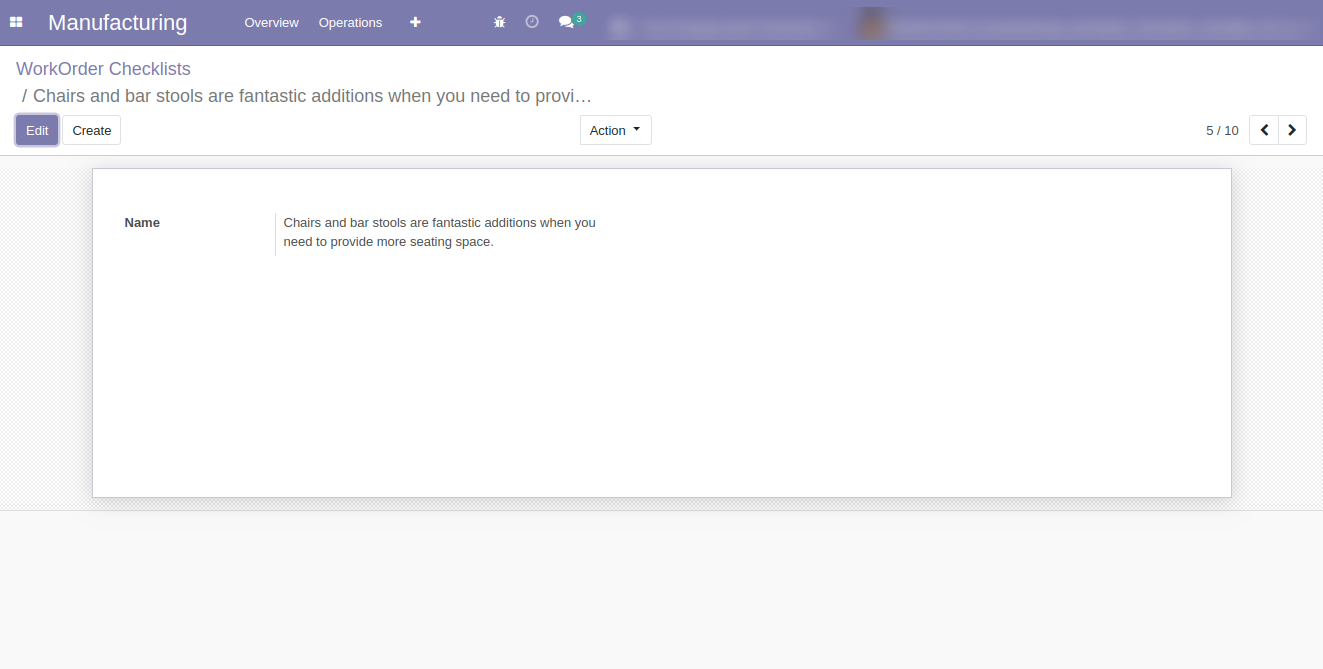 Manufacturing Overview Operations 3
WorkOrder Checklists
/ Chairs and bar stools are fantastic additions when you need to provi…
Edit Create Action 5 / 10
Name Chairs and bar stools are fantastic additions when you
need to provide more seating space.